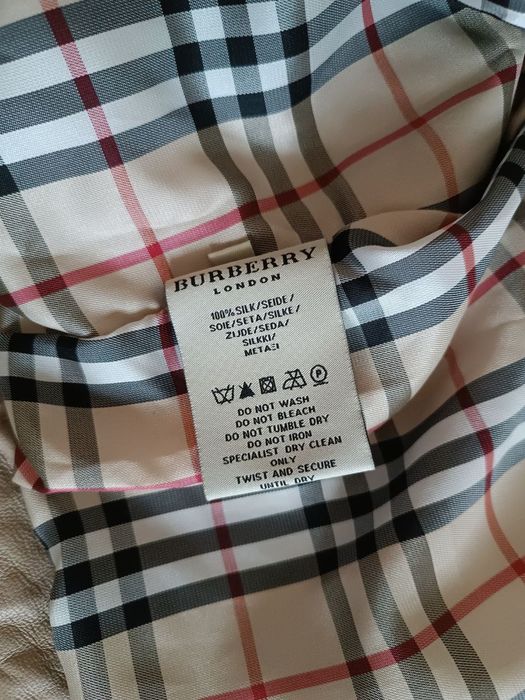 BURBERRY
LONDON
100% SILK/SEIDE/
SOIE/SETA/SILKE/
ZIJDE/SEDA/
SILKKI/
ΜΕΤΑΞΙ
P
DO NOT WASH
DO NOT BLEACH
DO NOT TUMBLE DRY
DO NOT IRON
SPECIALIST DRY CLEAN
ONLY
TWIST AND SECURE
UNTIL DRY